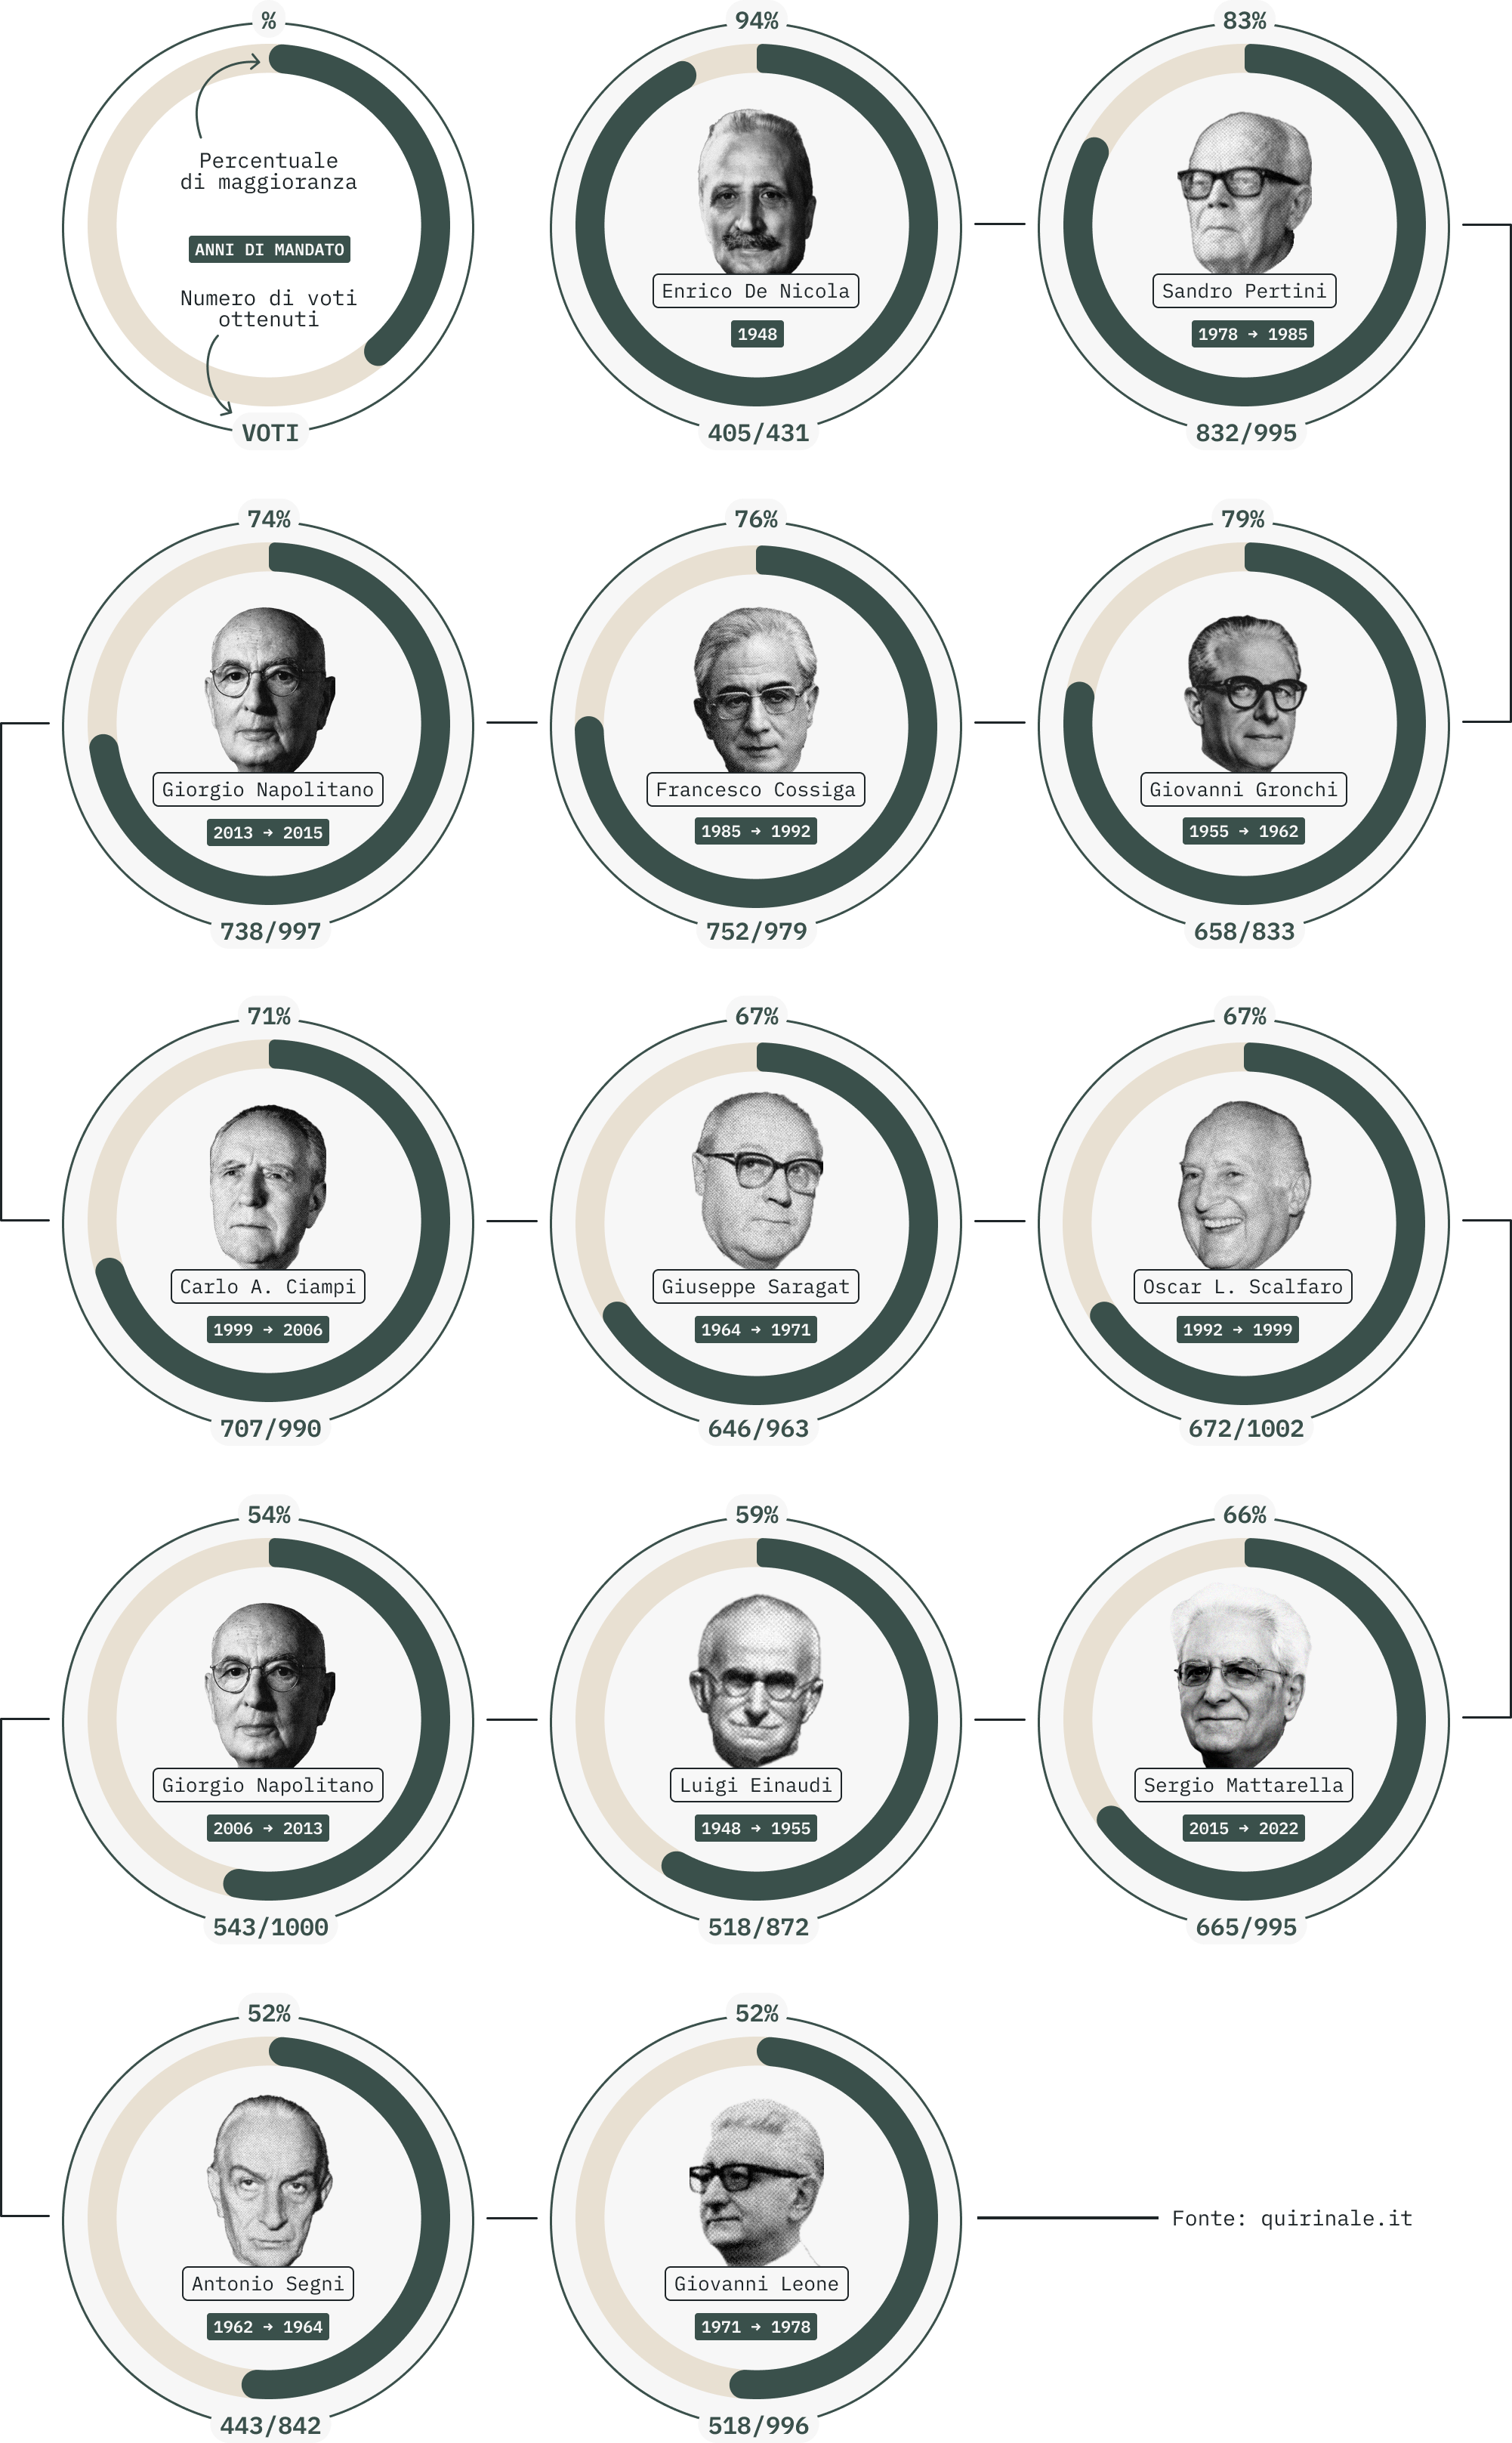 %
Percentuale
di maggioranza
ANNI DI MANDATO
Numero di voti
ottenuti
VOTI
94%
Enrico De Nicola
1948
405/431
83%
Sandro Pertini
1978 → 1985
832/995
79%
Giovanni Gronchi
1955 → 1962
658/833
76%
Francesco Cossiga
1985 → 1992
752/979
74%
Giorgio Napolitano
2013 → 2015
738/997
71%
Carlo A. Ciampi
1999 → 2006
707/990
67%
Giuseppe Saragat
1964 → 1971
646/963
67%
Oscar L. Scalfaro
1992 → 1999
672/1002
66%
Sergio Mattarella
2015 → 2022
665/995
59%
Luigi Einaudi
1948 → 1955
518/872
54%
Giorgio Napolitano
2006 → 2013
543/1000
52%
Antonio Segni
1962 → 1964
443/842
52%
Giovanni Leone
1971 → 1978
518/996
Fonte: quirinale.it